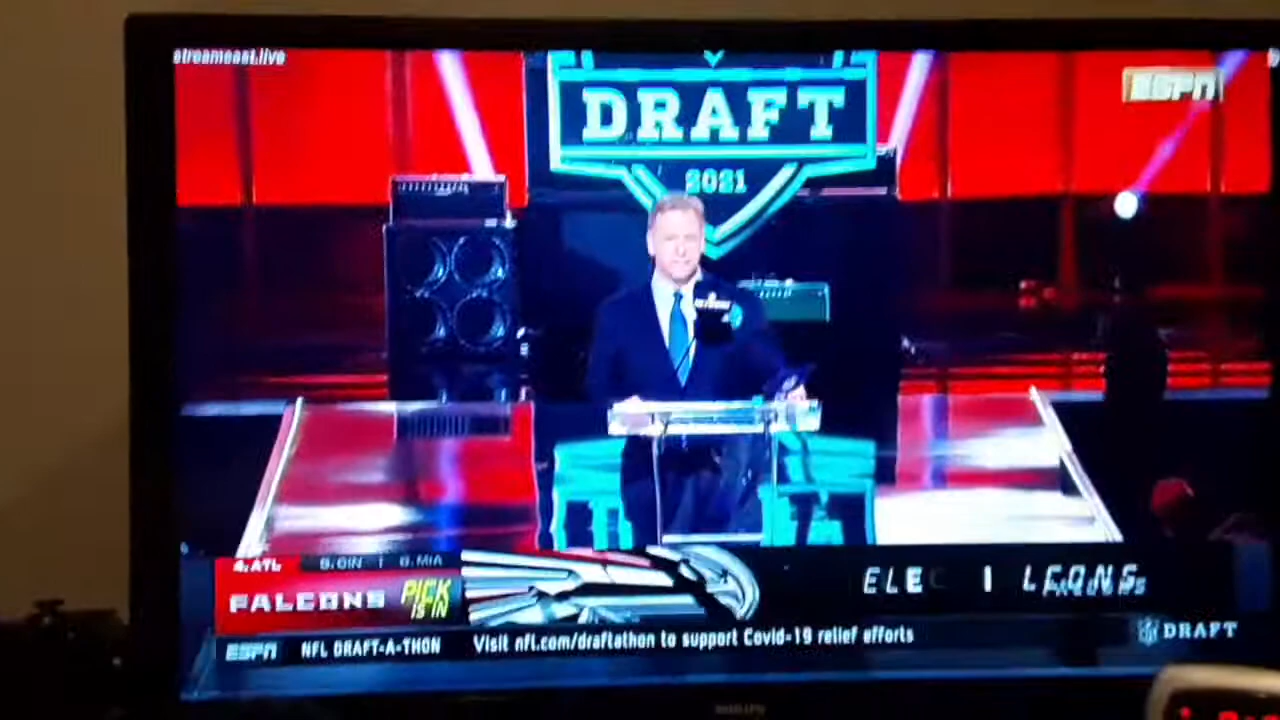 streameast.live
ESPN
DRAFT
2021
4.ATL 5.CIN | 6.MIA
FALCONS PICK IS IN
ESPN NFL DRAFT-A-THON Visit nfl.com/draftathon to support Covid-19 relief efforts
NFL DRAFT